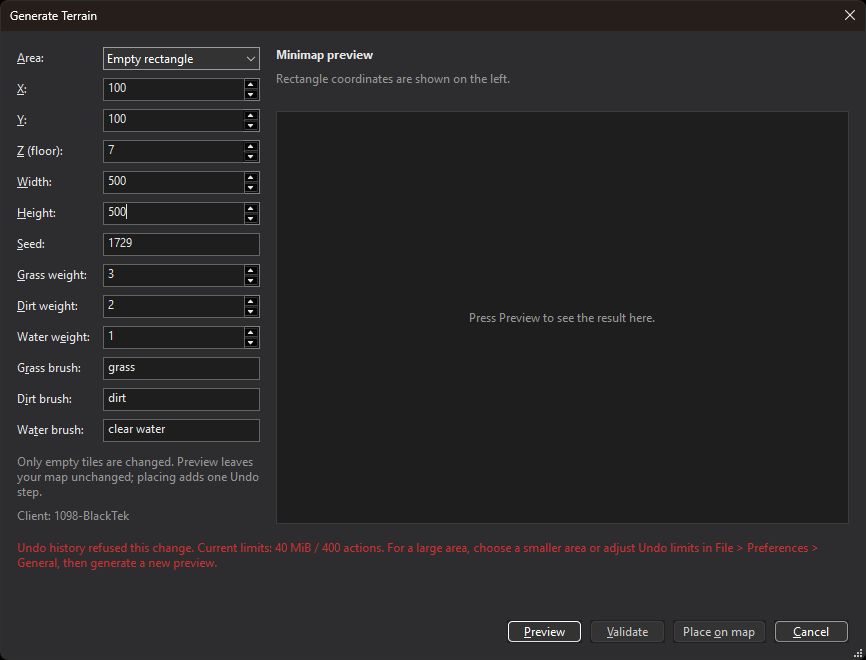 Generate Terrain
Area: Empty rectangle
X: 100
Y: 100
Z (floor): 7
Width: 500
Height: 500
Seed: 1729
Grass weight: 3
Dirt weight: 2
Water weight: 1
Grass brush: grass
Dirt brush: dirt
Water brush: clear water
Only empty tiles are changed. Preview leaves
your map unchanged; placing adds one Undo
step.
Client: 1098-BlackTek
Minimap preview
Rectangle coordinates are shown on the left.
Press Preview to see the result here.
Undo history refused this change. Current limits: 40 MiB / 400 actions. For a large area, choose a smaller area or adjust Undo limits in File > Preferences >
General, then generate a new preview.
Preview Validate Place on map Cancel